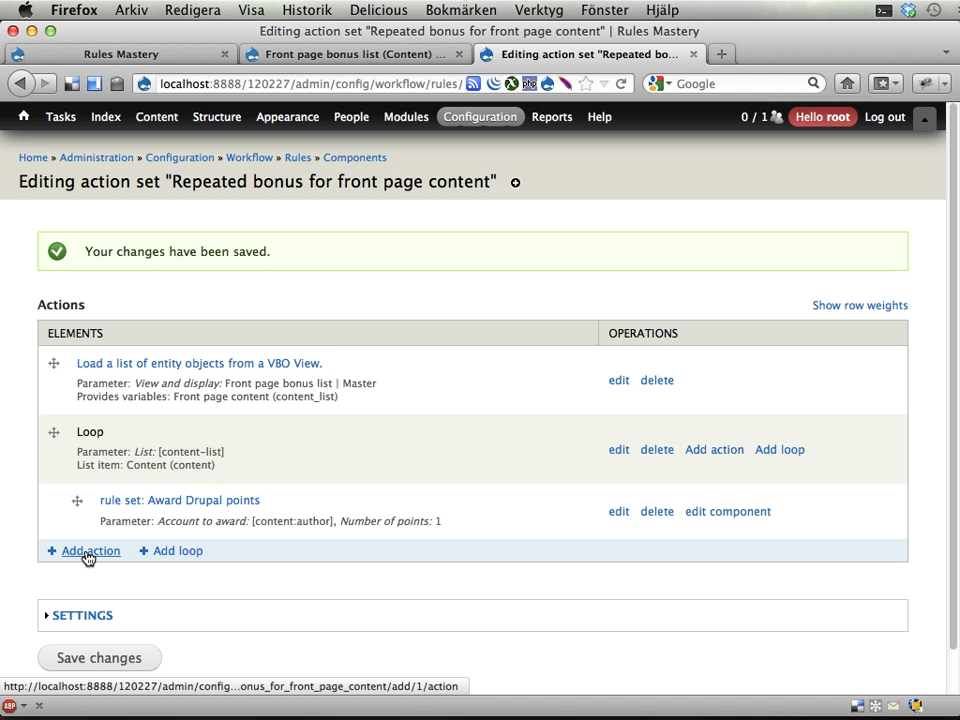 Firefox Arkiv Redigera Visa Historik Delicious Bokmärken Verktyg Fönster Hjälp
Editing action set "Repeated bonus for front page content" | Rules Mastery
Rules Mastery × Front page bonus list (Content) ... × Editing action set "Repeated bo... ×
localhost:8888/120227/admin/config/workflow/rules/ php Google
Tasks Index Content Structure Appearance People Modules Configuration Reports Help 0 / 1 Hello root Log out
Home » Administration » Configuration » Workflow » Rules » Components
Editing action set "Repeated bonus for front page content"
Your changes have been saved.
Actions Show row weights
ELEMENTS OPERATIONS
Load a list of entity objects from a VBO View.
Parameter: View and display: Front page bonus list | Master
Provides variables: Front page content (content_list)
edit delete
Loop
Parameter: List: [content-list]
List item: Content (content)
edit delete Add action Add loop
rule set: Award Drupal points
Parameter: Account to award: [content:author], Number of points: 1
edit delete edit component
+ Add action + Add loop
SETTINGS
Save changes
http://localhost:8888/120227/admin/config...onus_for_front_page_content/add/1/action
ABP ×